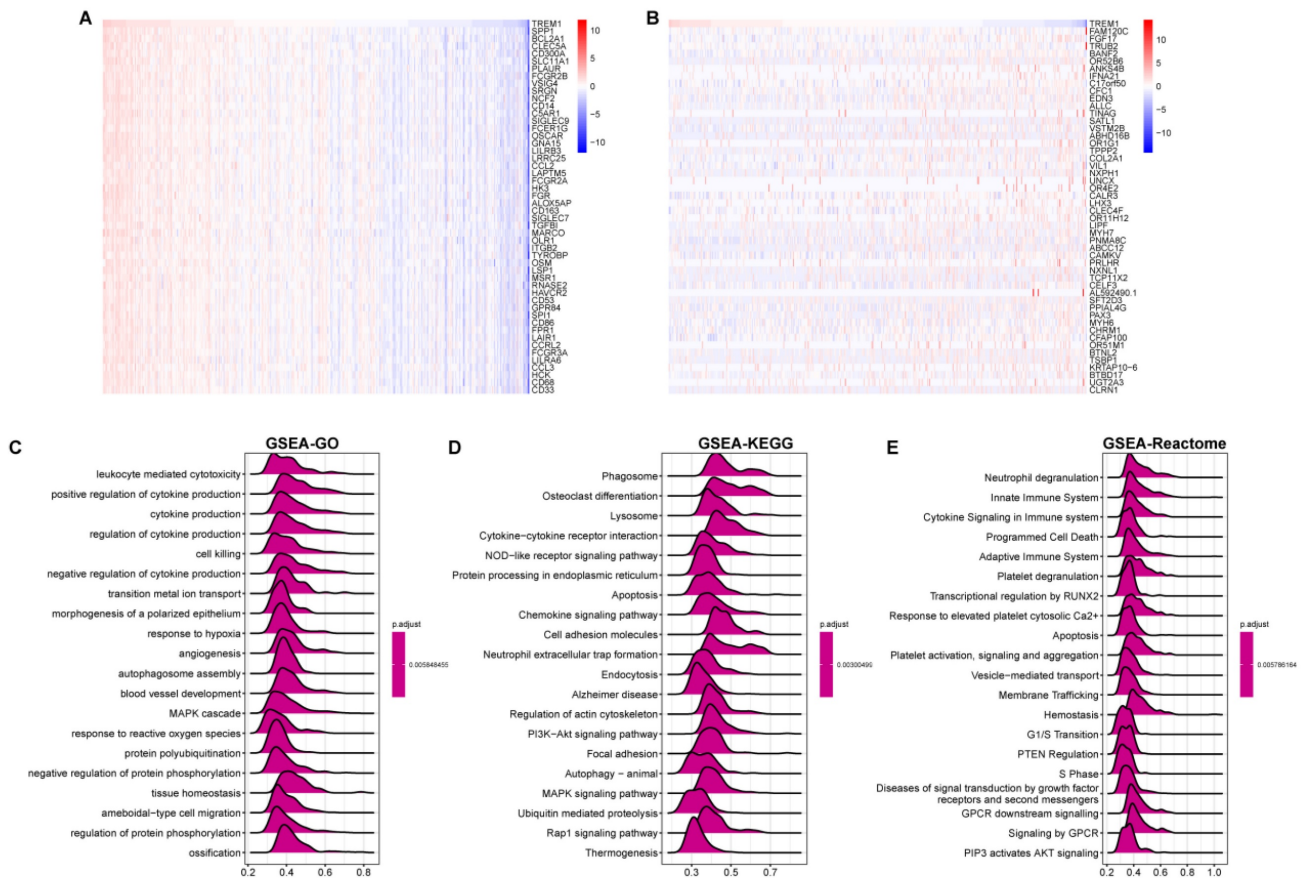 A
TREM1
SPP1
BCL2A1
CLEC5A
CD300A
SLC11A1
PLAUR
FCGR2B
VSIG4
SRGN
NCF2
CD14
C5AR1
SIGLEC9
FCER1G
OSCAR
GNA15
LILRB3
LRRC25
CCL2
LAPTM5
FCGR2A
HK3
FGR
ALOX5AP
CD163
SIGLEC7
TGFBI
MARCO
OLR1
ITGB2
TYROBP
OSM
LSP1
MSR1
RNASE2
HAVCR2
CD53
GPR84
SPI1
CD86
FPR1
LAIR1
CCRL2
FCGR3A
LILRA6
CCL3
HCK
CD68
CD33
10
5
0
−5
−10
B
TREM1
FAM120C
FGF17
TRUB2
BANF2
OR52B6
ANKS4B
IFNA21
C17orf50
CFC1
EDN3
ALLC
TINAG
SATL1
VSTM2B
ABHD16B
OR1G1
TPPP2
COL2A1
VIL1
NXPH1
UNCX
OR4E2
CALR3
LHX3
CLEC4F
OR11H12
LIPF
MYH7
PNMA8C
ABCC12
CAMKV
PRLHR
NXNL1
TCP11X2
CELF3
AL592490.1
SFT2D3
PPIAL4G
PAX3
MYH6
CHRM1
CFAP100
OR51M1
BTNL2
TSBP1
KRTAP10−6
BTBD17
UGT2A3
CLRN1
10
5
0
−5
−10
C
GSEA-GO
leukocyte mediated cytotoxicity
positive regulation of cytokine production
cytokine production
regulation of cytokine production
cell killing
negative regulation of cytokine production
transition metal ion transport
morphogenesis of a polarized epithelium
response to hypoxia
angiogenesis
autophagosome assembly
blood vessel development
MAPK cascade
response to reactive oxygen species
protein polyubiquitination
negative regulation of protein phosphorylation
tissue homeostasis
ameboidal−type cell migration
regulation of protein phosphorylation
ossification
0.2 0.4 0.6 0.8
p.adjust
0.005848455
D
GSEA-KEGG
Phagosome
Osteoclast differentiation
Lysosome
Cytokine−cytokine receptor interaction
NOD−like receptor signaling pathway
Protein processing in endoplasmic reticulum
Apoptosis
Chemokine signaling pathway
Cell adhesion molecules
Neutrophil extracellular trap formation
Endocytosis
Alzheimer disease
Regulation of actin cytoskeleton
PI3K−Akt signaling pathway
Focal adhesion
Autophagy − animal
MAPK signaling pathway
Ubiquitin mediated proteolysis
Rap1 signaling pathway
Thermogenesis
0.3 0.5 0.7
p.adjust
0.00300499
E
GSEA-Reactome
Neutrophil degranulation
Innate Immune System
Cytokine Signaling in Immune system
Programmed Cell Death
Adaptive Immune System
Platelet degranulation
Transcriptional regulation by RUNX2
Response to elevated platelet cytosolic Ca2+
Apoptosis
Platelet activation, signaling and aggregation
Vesicle−mediated transport
Membrane Trafficking
Hemostasis
G1/S Transition
PTEN Regulation
S Phase
Diseases of signal transduction by growth factor
receptors and second messengers
GPCR downstream signalling
Signaling by GPCR
PIP3 activates AKT signaling
0.2 0.4 0.6 0.8 1.0
p.adjust
0.005786164